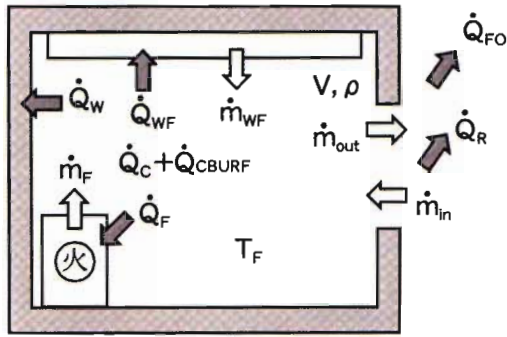 Q̇FO
V, ρ
Q̇W
Q̇WF
ṁWF
ṁout
Q̇R
ṁF
Q̇C+Q̇CBURF
ṁin
Q̇F
火
TF